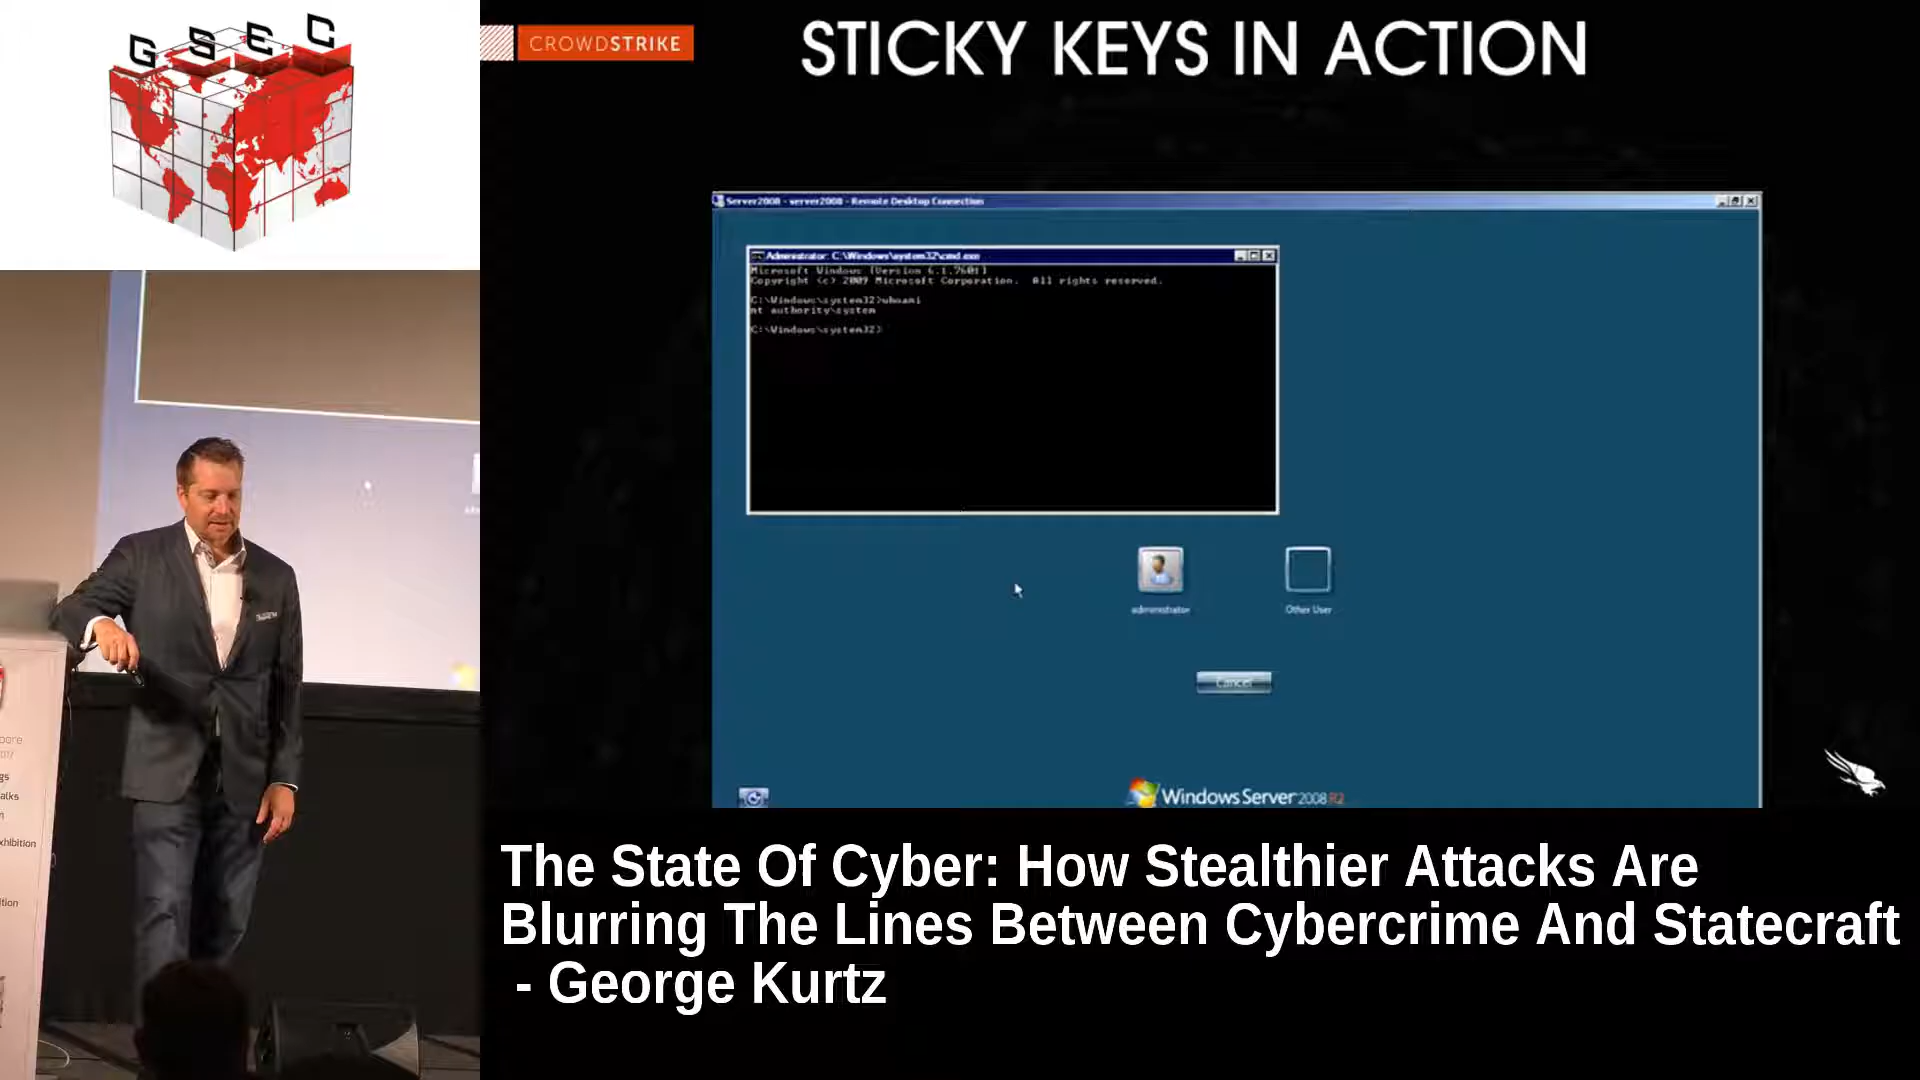 GSEC
CROWDSTRIKE
STICKY KEYS IN ACTION
Server2008 - server2008 - Remote Desktop Connection
Administrator: C:\Windows\system32\cmd.exe
Microsoft Windows [Version 6.1.7601]
Copyright (c) 2009 Microsoft Corporation.  All rights reserved.
C:\Windows\system32>whoami
nt authority\system
C:\Windows\system32>
administrator
Other User
Cancel
Windows Server 2008 R2
The State Of Cyber: How Stealthier Attacks Are
Blurring The Lines Between Cybercrime And Statecraft
- George Kurtz